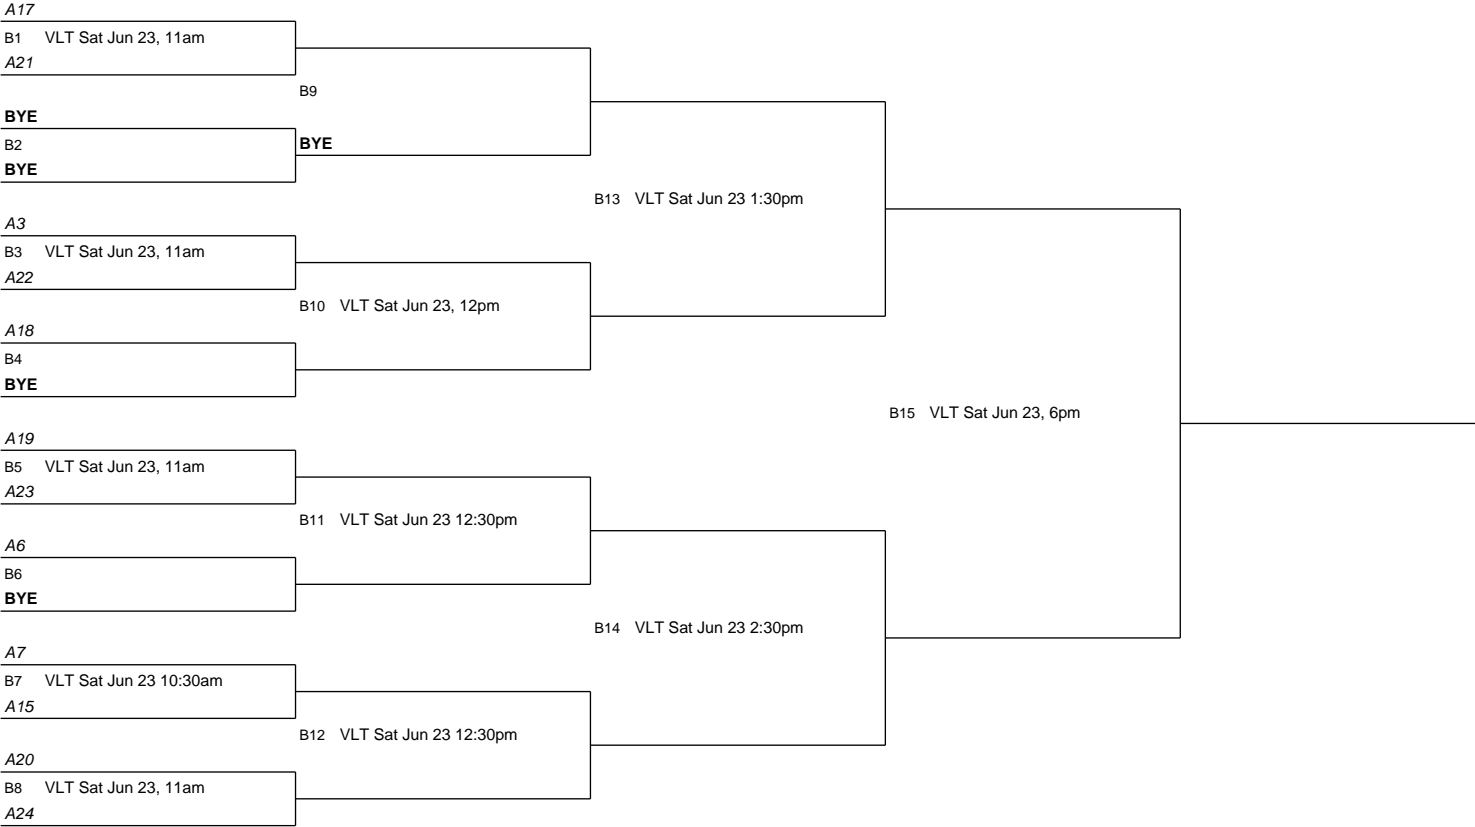 A17
B1 VLT Sat Jun 23, 11am
A21
B9
BYE
B2
BYE
BYE
B13 VLT Sat Jun 23 1:30pm
A3
B3 VLT Sat Jun 23, 11am
A22
B10 VLT Sat Jun 23, 12pm
A18
B4
BYE
B15 VLT Sat Jun 23, 6pm
A19
B5 VLT Sat Jun 23, 11am
A23
B11 VLT Sat Jun 23 12:30pm
A6
B6
BYE
B14 VLT Sat Jun 23 2:30pm
A7
B7 VLT Sat Jun 23 10:30am
A15
B12 VLT Sat Jun 23 12:30pm
A20
B8 VLT Sat Jun 23, 11am
A24